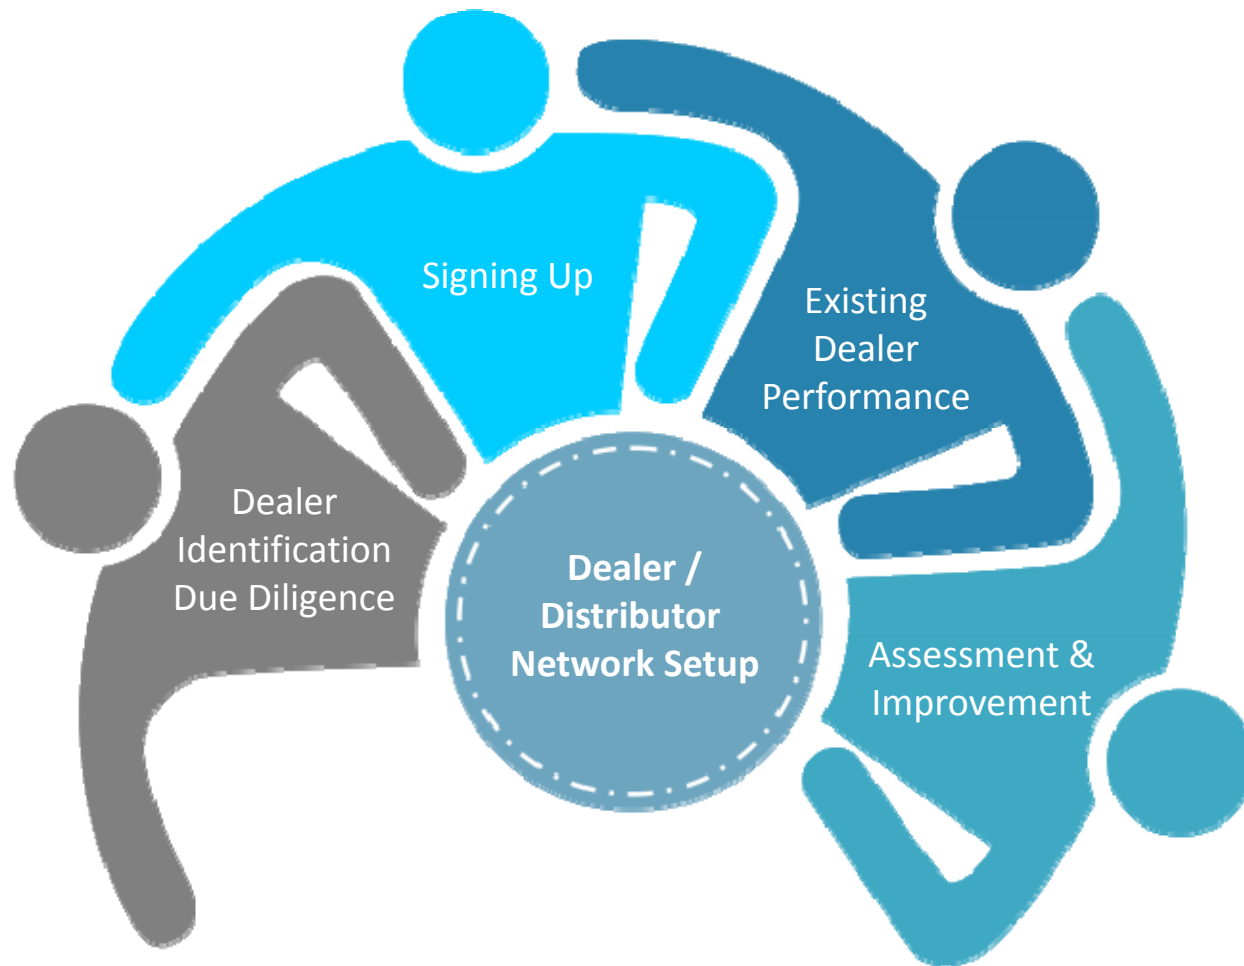 Signing Up
Existing
Dealer
Performance
Dealer
Identification
Due Diligence
Dealer /
Distributor
Network Setup
Assessment &
Improvement